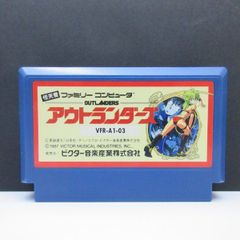 ファミリー コンピュータ
OUTLANDERS
アウトランダーズ
VFR-A1-03
©1987 VICTOR MUSICAL INDUSTRIES, INC.
ビクター音楽産業株式会社